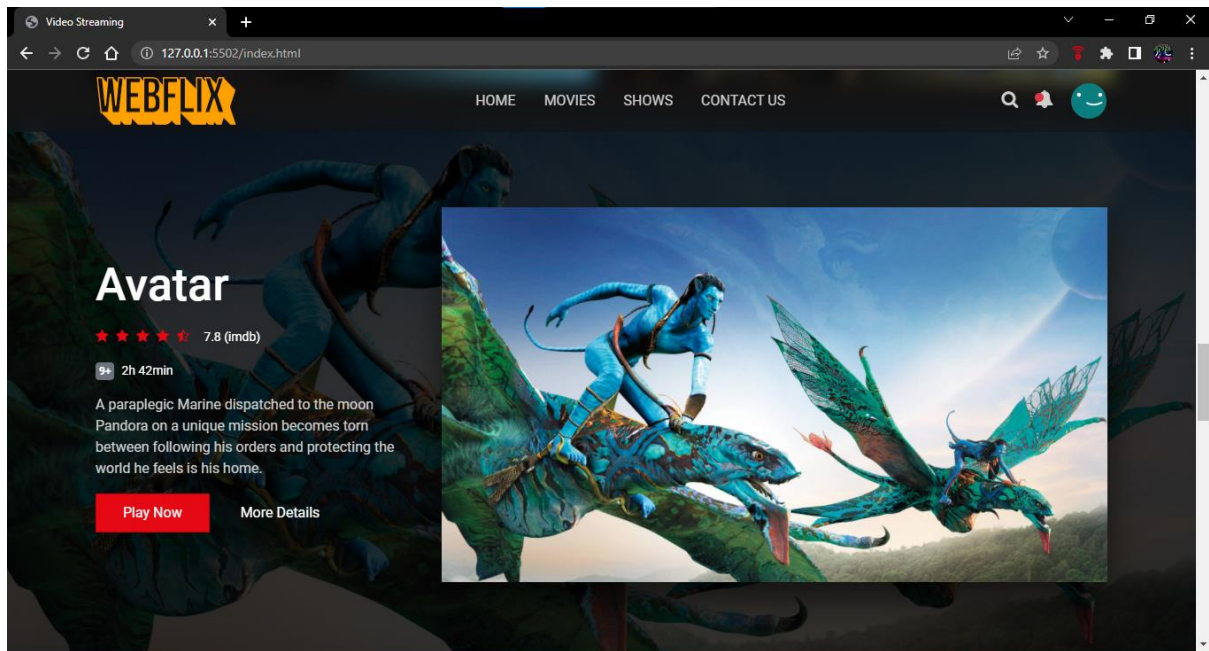 Video Streaming
127.0.0.1:5502/index.html
WEBFLIX
HOME MOVIES SHOWS CONTACT US
Avatar
7.8 (imdb)
9+ 2h 42min
A paraplegic Marine dispatched to the moon
Pandora on a unique mission becomes torn
between following his orders and protecting the
world he feels is his home.
Play Now More Details